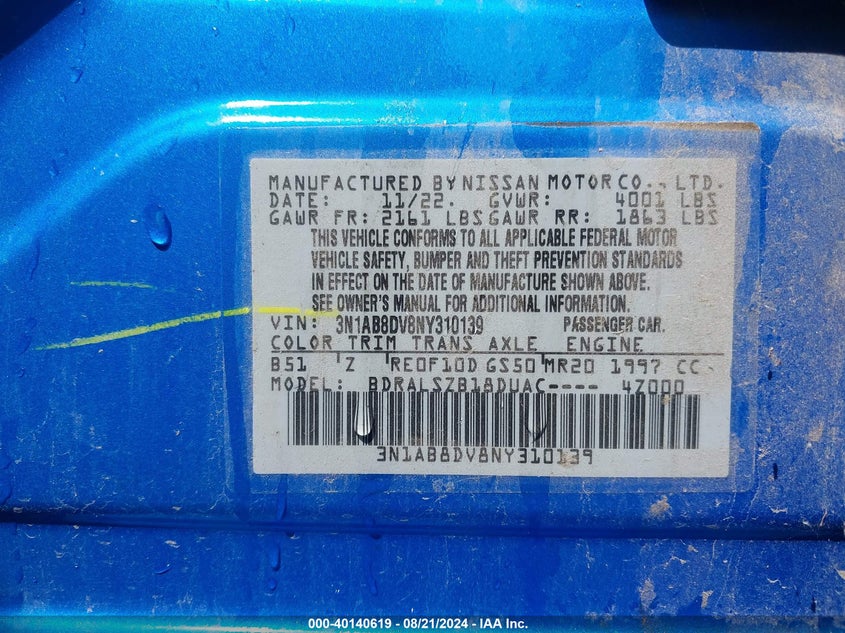 MANUFACTURED BY NISSAN MOTOR CO., LTD.
DATE: 11/22. GVWR: 4001 LBS
GAWR FR: 2161 LBS GAWR RR: 1863 LBS
THIS VEHICLE CONFORMS TO ALL APPLICABLE FEDERAL MOTOR
VEHICLE SAFETY, BUMPER AND THEFT PREVENTION STANDARDS
IN EFFECT ON THE DATE OF MANUFACTURE SHOWN ABOVE.
SEE OWNER'S MANUAL FOR ADDITIONAL INFORMATION.
VIN: 3N1AB8DV8NY310139 PASSENGER CAR.
COLOR TRIM TRANS AXLE ENGINE
B51 Z RE0F10D GS50 MR20 1997 CC
MODEL: BDRALSZB18DUAC---- 4Z000
3N1AB8DV8NY310139
000-40140619 - 08/21/2024 - IAA Inc.